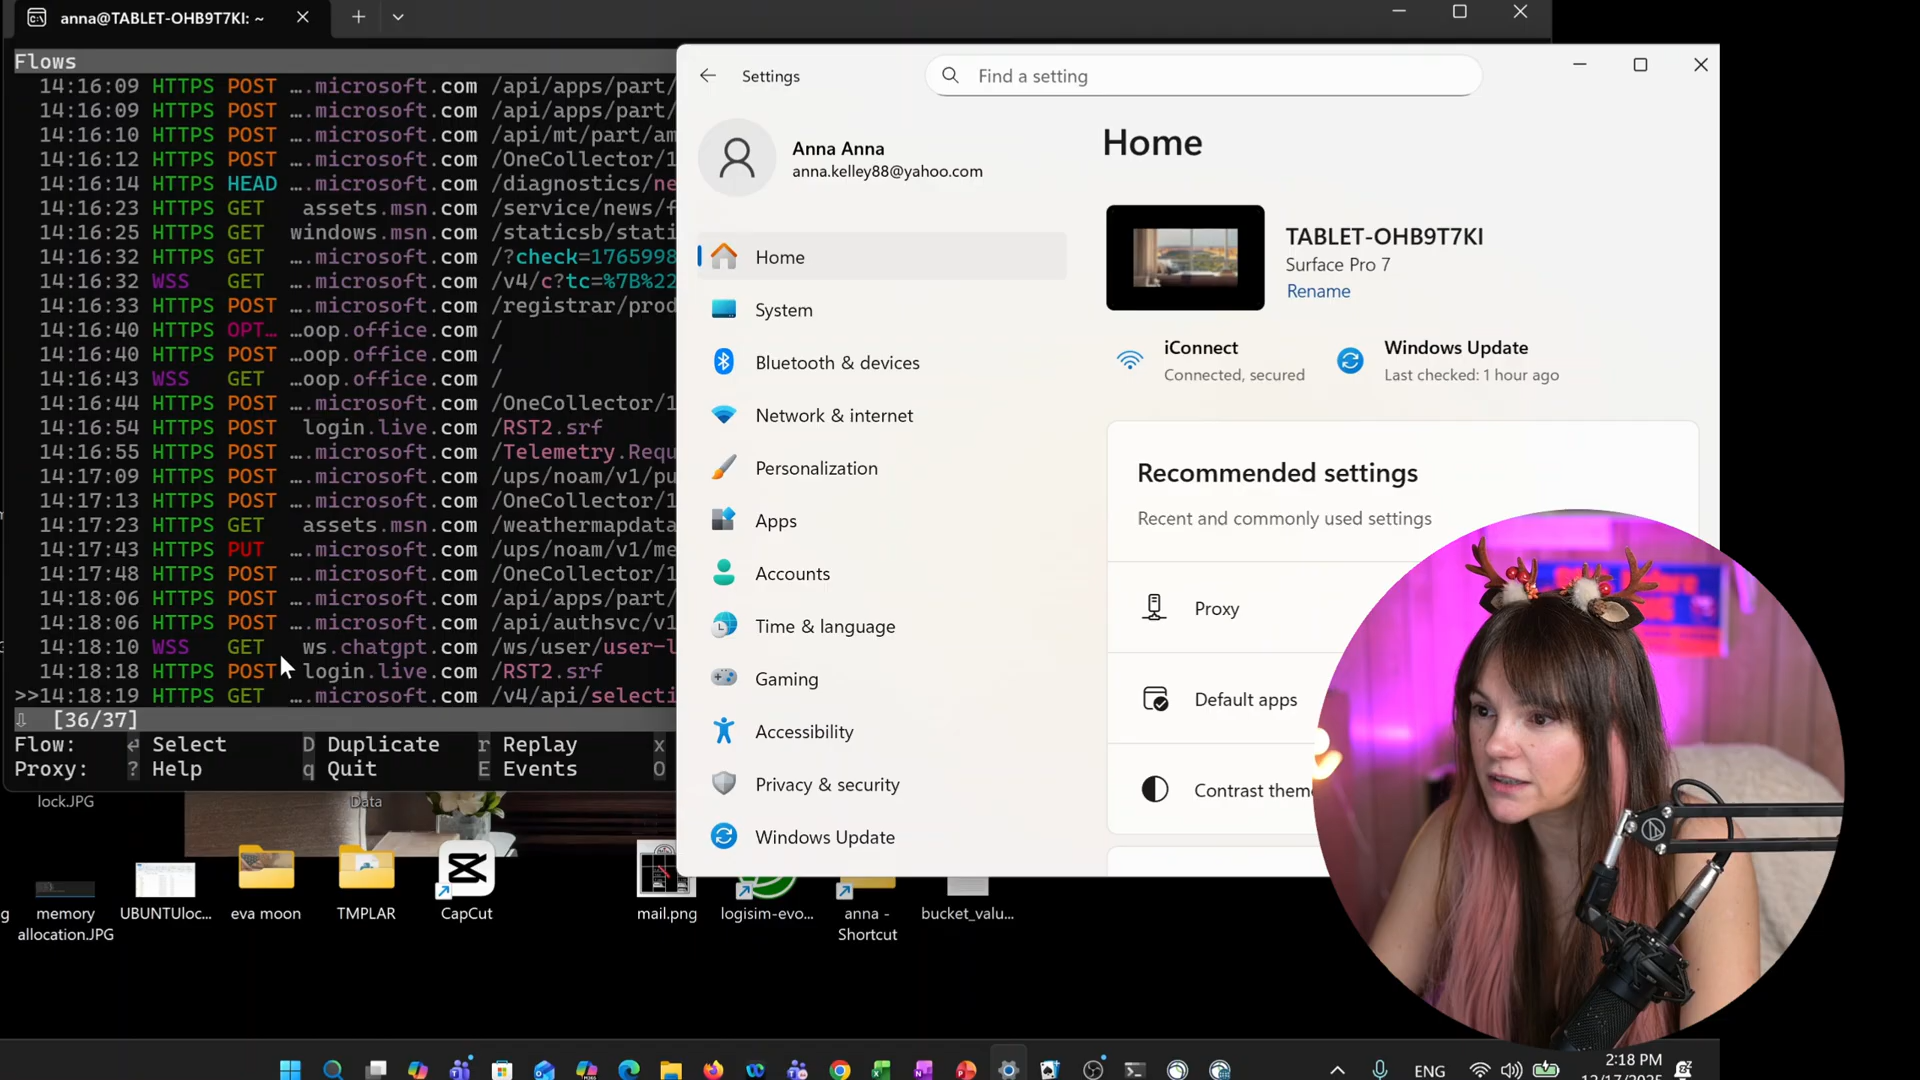 anna@TABLET-OHB9T7KI: ~
Flows
14:16:09 HTTPS POST ….microsoft.com /api/apps/part/
14:16:09 HTTPS POST ….microsoft.com /api/apps/part/
14:16:10 HTTPS POST ….microsoft.com /api/mt/part/am
14:16:12 HTTPS POST ….microsoft.com /OneCollector/1
14:16:14 HTTPS HEAD ….microsoft.com /diagnostics/ne
14:16:23 HTTPS GET assets.msn.com /service/news/f
14:16:25 HTTPS GET windows.msn.com /staticsb/stati
14:16:32 HTTPS GET ….microsoft.com /?check=1765998
14:16:32 WSS GET ….microsoft.com /v4/c?tc=%7B%22
14:16:33 HTTPS POST ….microsoft.com /registrar/prod
14:16:40 HTTPS OPT… …oop.office.com /
14:16:40 HTTPS POST …oop.office.com /
14:16:43 WSS GET …oop.office.com /
14:16:44 HTTPS POST ….microsoft.com /OneCollector/1
14:16:54 HTTPS POST login.live.com /RST2.srf
14:16:55 HTTPS POST ….microsoft.com /Telemetry.Requ
14:17:09 HTTPS POST ….microsoft.com /ups/noam/v1/pu
14:17:13 HTTPS POST ….microsoft.com /OneCollector/1
14:17:23 HTTPS GET assets.msn.com /weathermapdata
14:17:43 HTTPS PUT ….microsoft.com /ups/noam/v1/me
14:17:48 HTTPS POST ….microsoft.com /OneCollector/1
14:18:06 HTTPS POST ….microsoft.com /api/apps/part/
14:18:06 HTTPS POST ….microsoft.com /api/authsvc/v1
14:18:10 WSS GET ws.chatgpt.com /ws/user/user-l
14:18:18 HTTPS POST login.live.com /RST2.srf
>>14:18:19 HTTPS GET ….microsoft.com /v4/api/selecti
⇩ [36/37]
Flow: ⏎ Select D Duplicate r Replay x
Proxy: ? Help q Quit E Events O
Settings
Find a setting
Anna Anna
anna.kelley88@yahoo.com
Home
System
Bluetooth & devices
Network & internet
Personalization
Apps
Accounts
Time & language
Gaming
Accessibility
Privacy & security
Windows Update
Home
TABLET-OHB9T7KI
Surface Pro 7
Rename
iConnect
Connected, secured
Windows Update
Last checked: 1 hour ago
Recommended settings
Recent and commonly used settings
Proxy
Default apps
Contrast theme
lock.JPG
Data
memory allocation.JPG
UBUNTUloc...
eva moon
TMPLAR
CapCut
mail.png
logisim-evo...
anna - Shortcut
bucket_valu...
ENG
2:18 PM